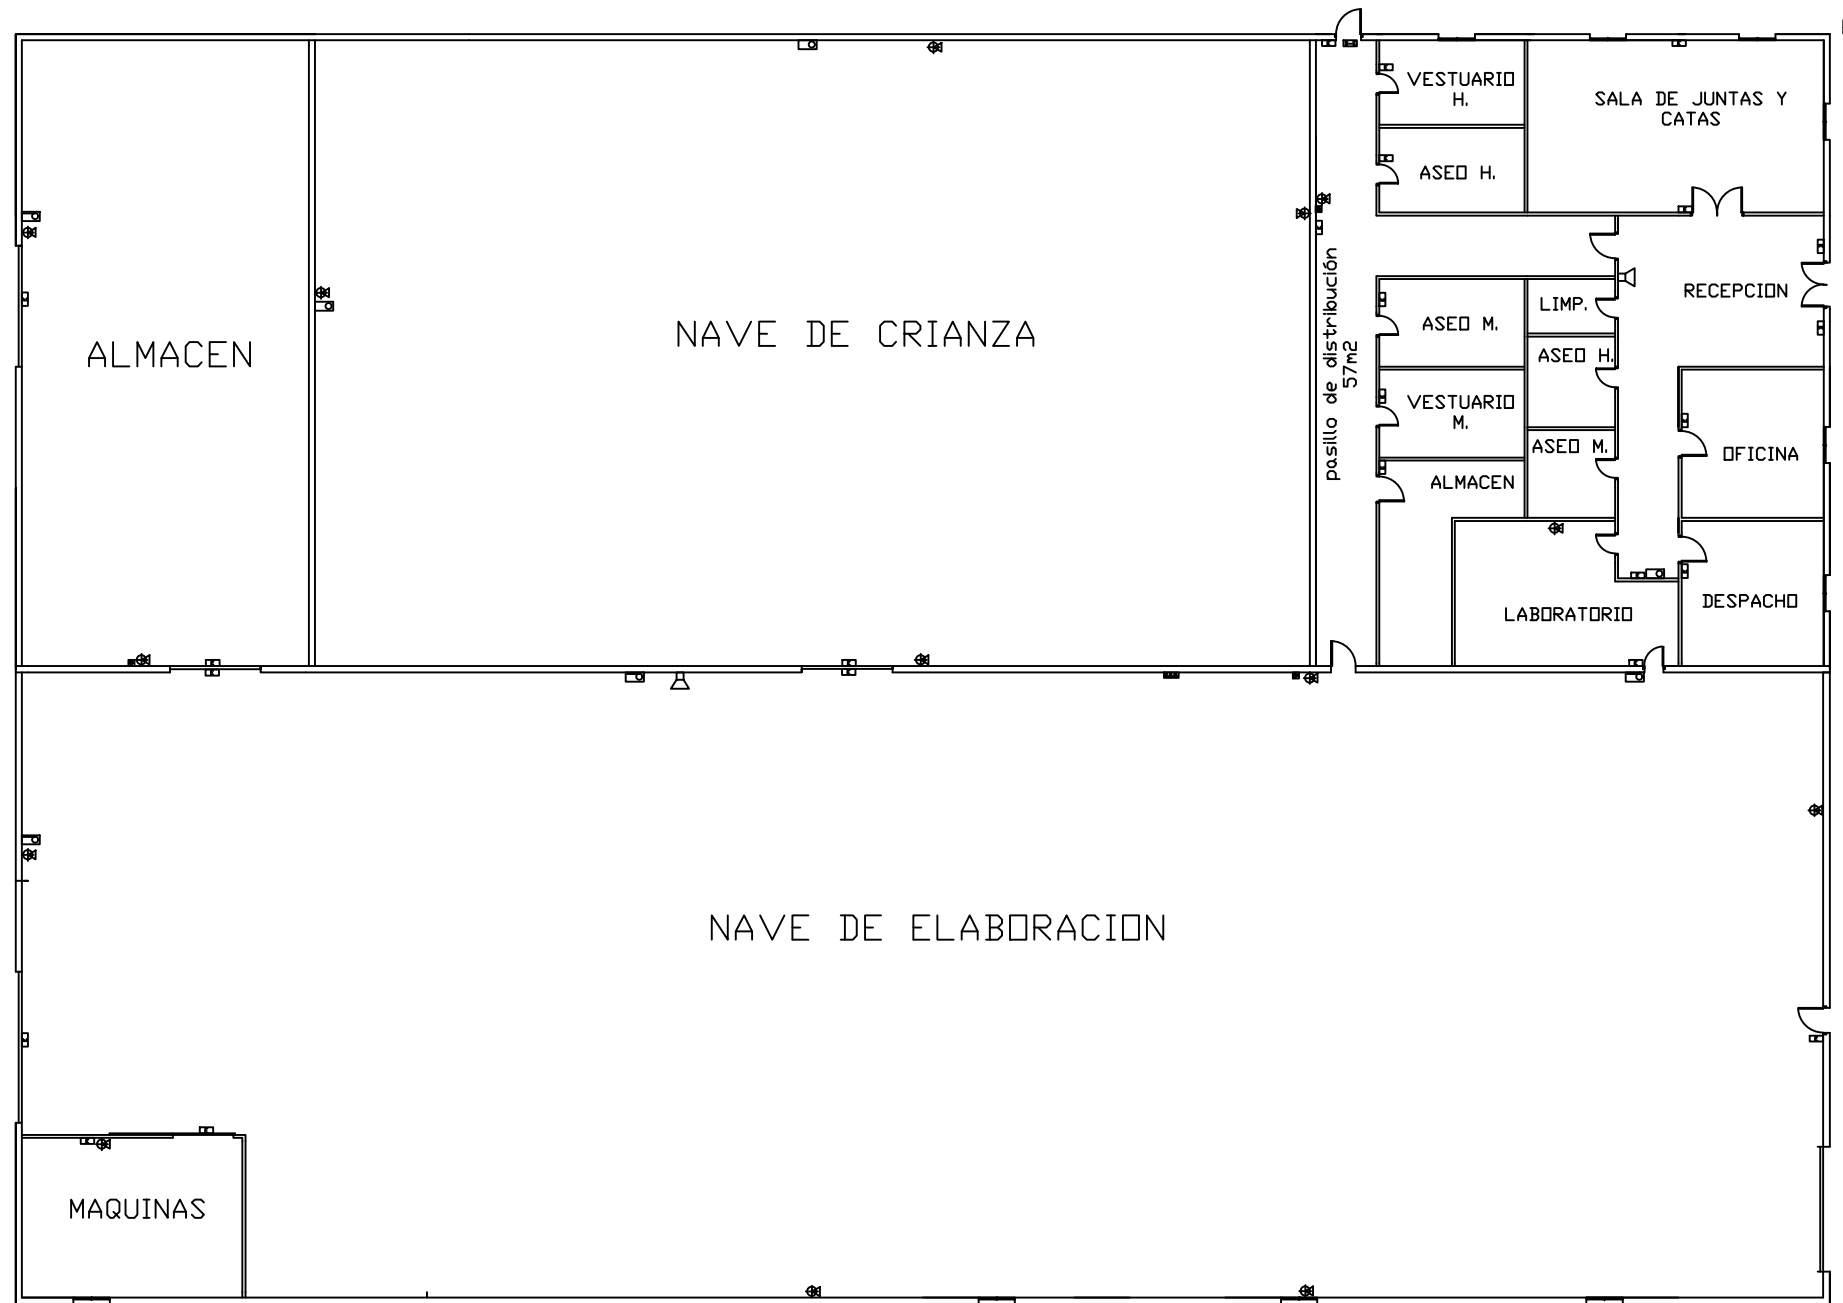 VESTUARIO
H.
SALA DE JUNTAS Y
CATAS
ASEO H.
pasillo de distribución
57m2
RECEPCION
LIMP.
ASEO M.
NAVE DE CRIANZA
ALMACEN
ASEO H.
VESTUARIO
M.
ASEO M.
OFICINA
ALMACEN
DESPACHO
LABORATORIO
NAVE DE ELABORACION
MAQUINAS